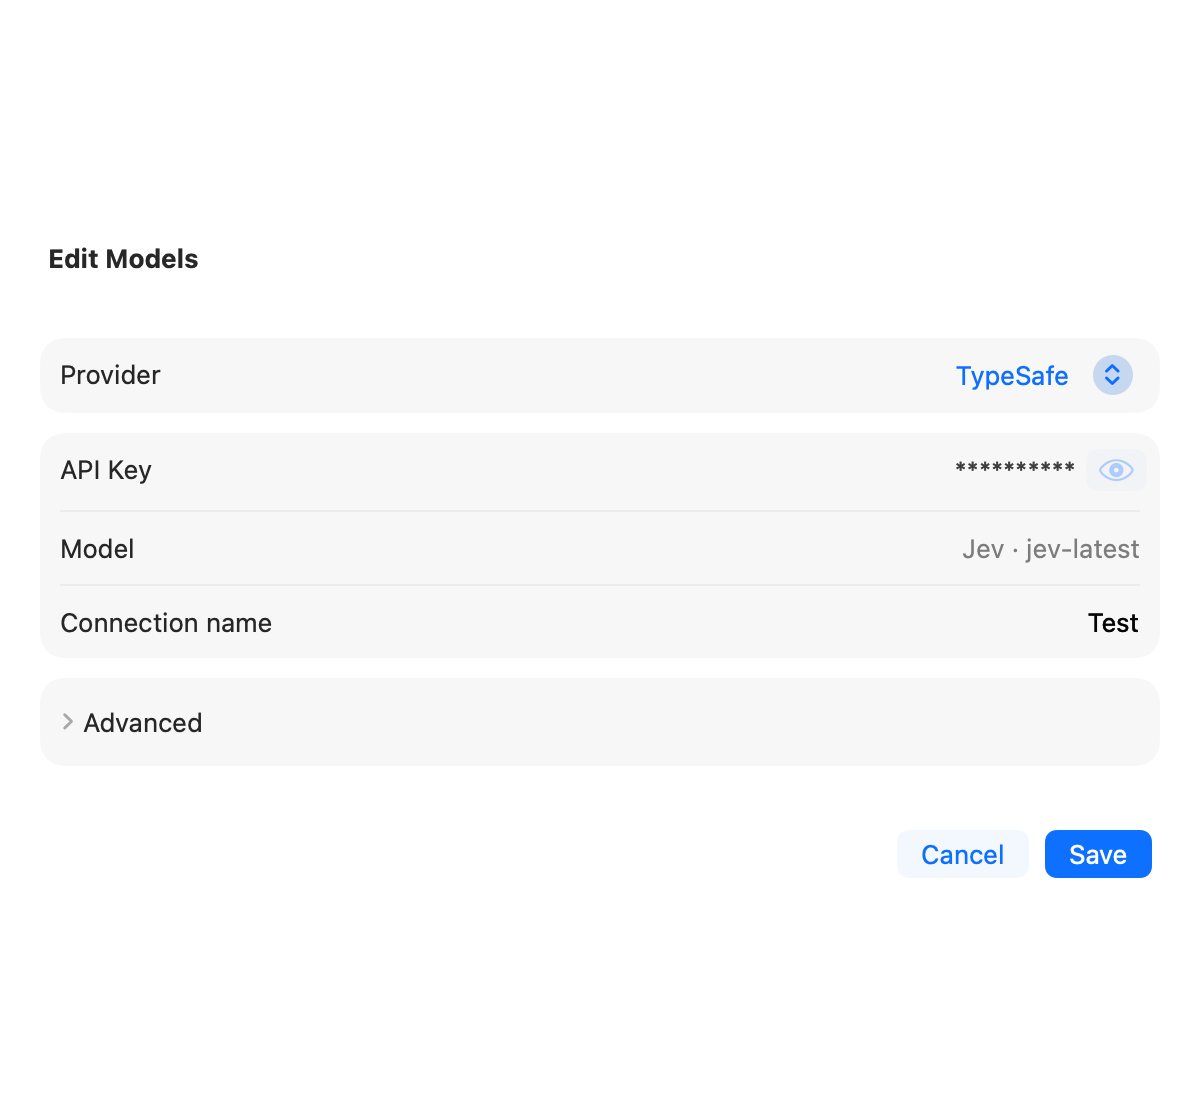 Edit Models
Provider TypeSafe
API Key **********
Model Jev · jev-latest
Connection name Test
Advanced
Cancel Save